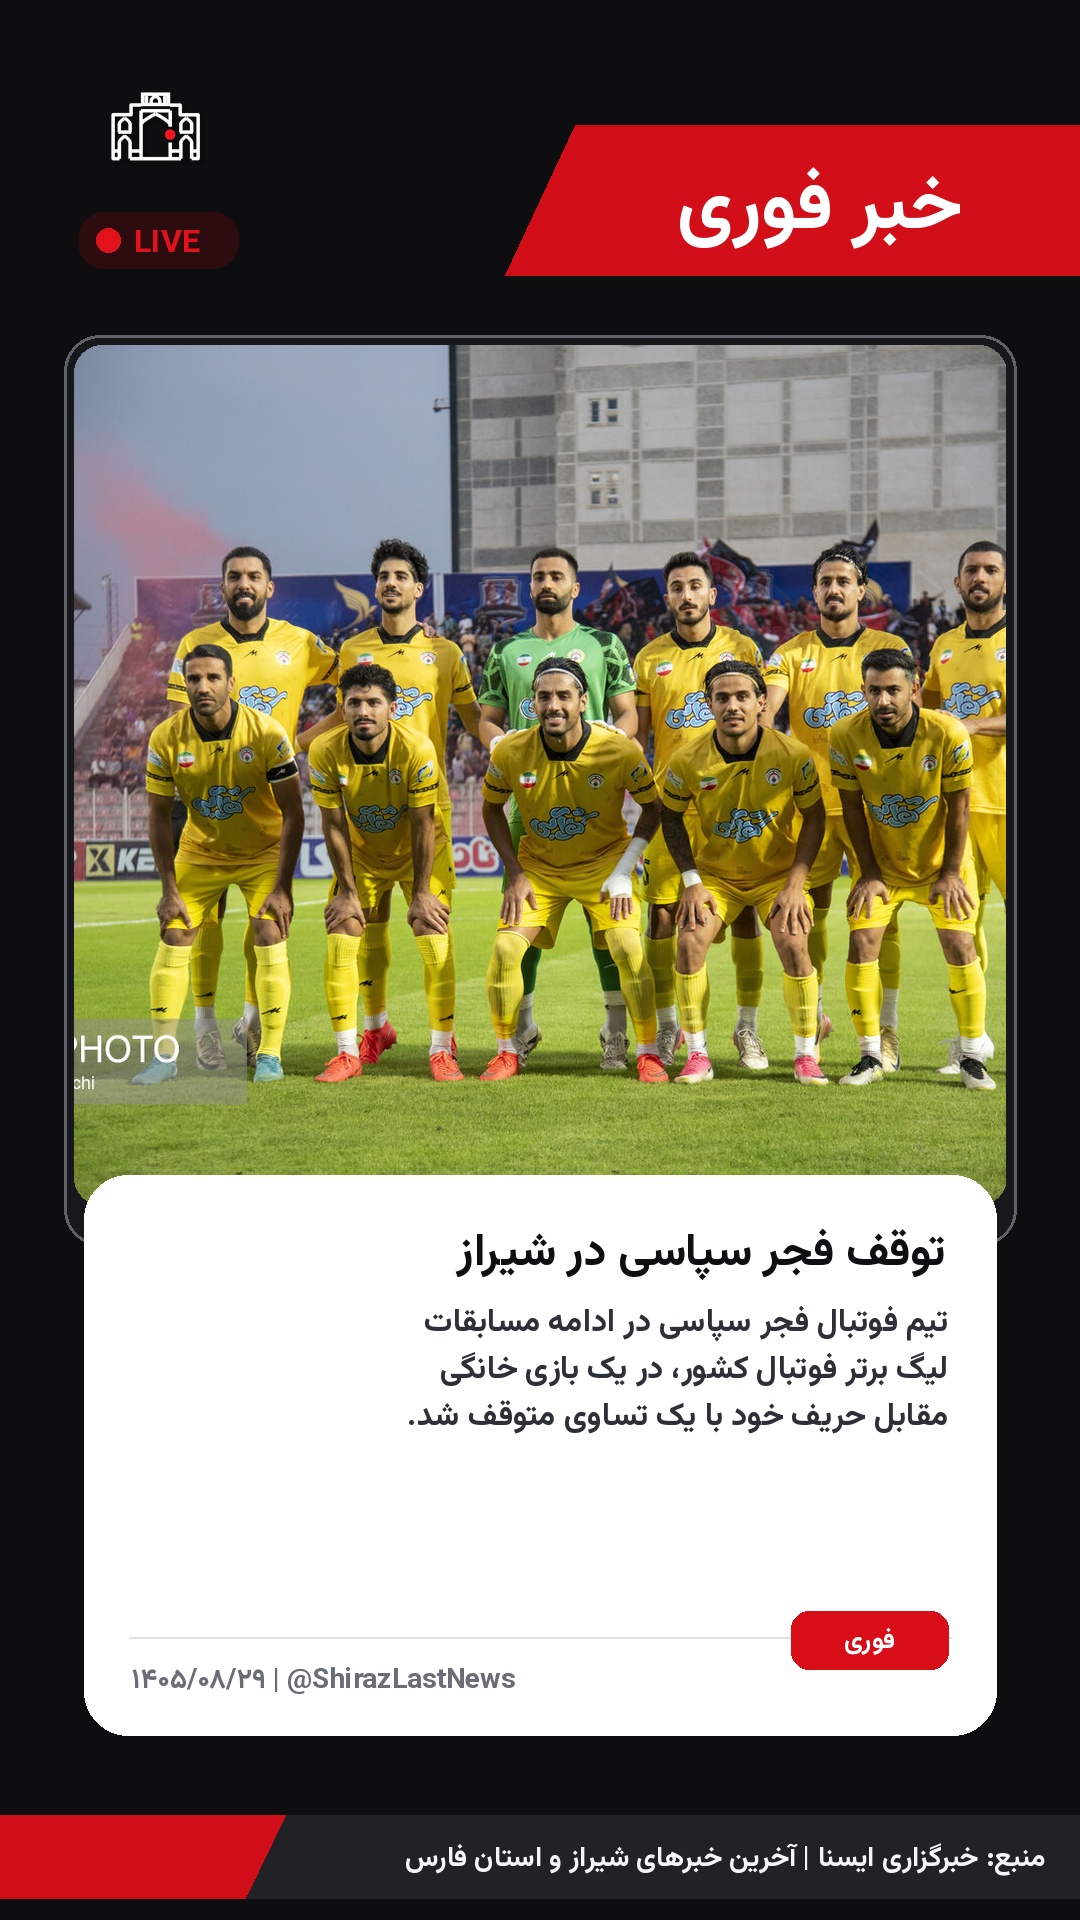 خبر فوری
LIVE
PHOTO
chi
توقف فجر سپاسی در شیراز
تیم فوتبال فجر سپاسی در ادامه مسابقات
لیگ برتر فوتبال کشور، در یک بازی خانگی
مقابل حریف خود با یک تساوی متوقف شد.
فوری
۱۴۰۵/۰۸/۲۹ | @ShirazLastNews
منبع: خبرگزاری ایسنا | آخرین خبرهای شیراز و استان فارس